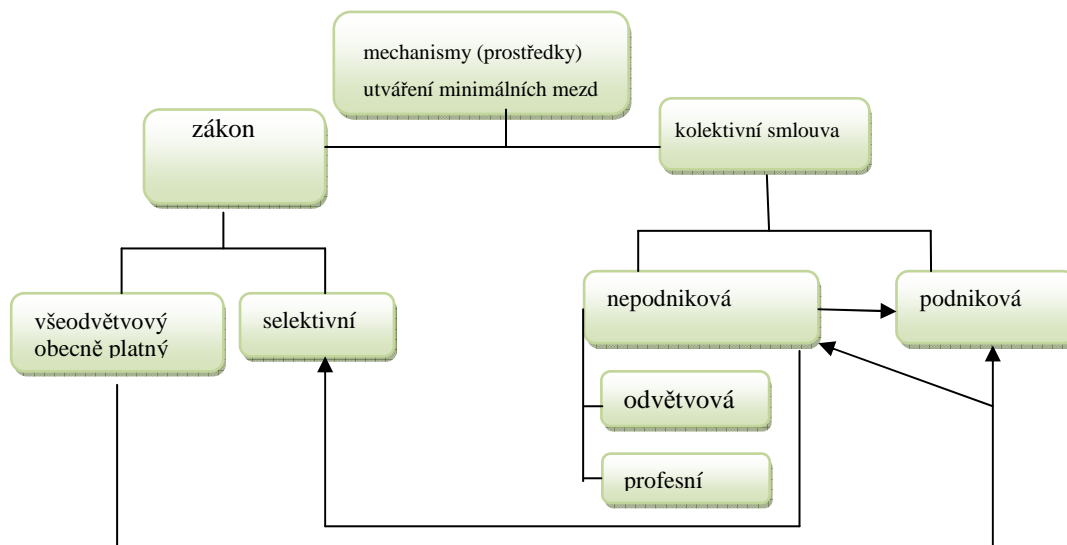 mechanismy (prostředky)
utváření minimálních mezd
zákon
kolektivní smlouva
všeodvětvový
obecně platný
selektivní
nepodniková
podniková
odvětvová
profesní